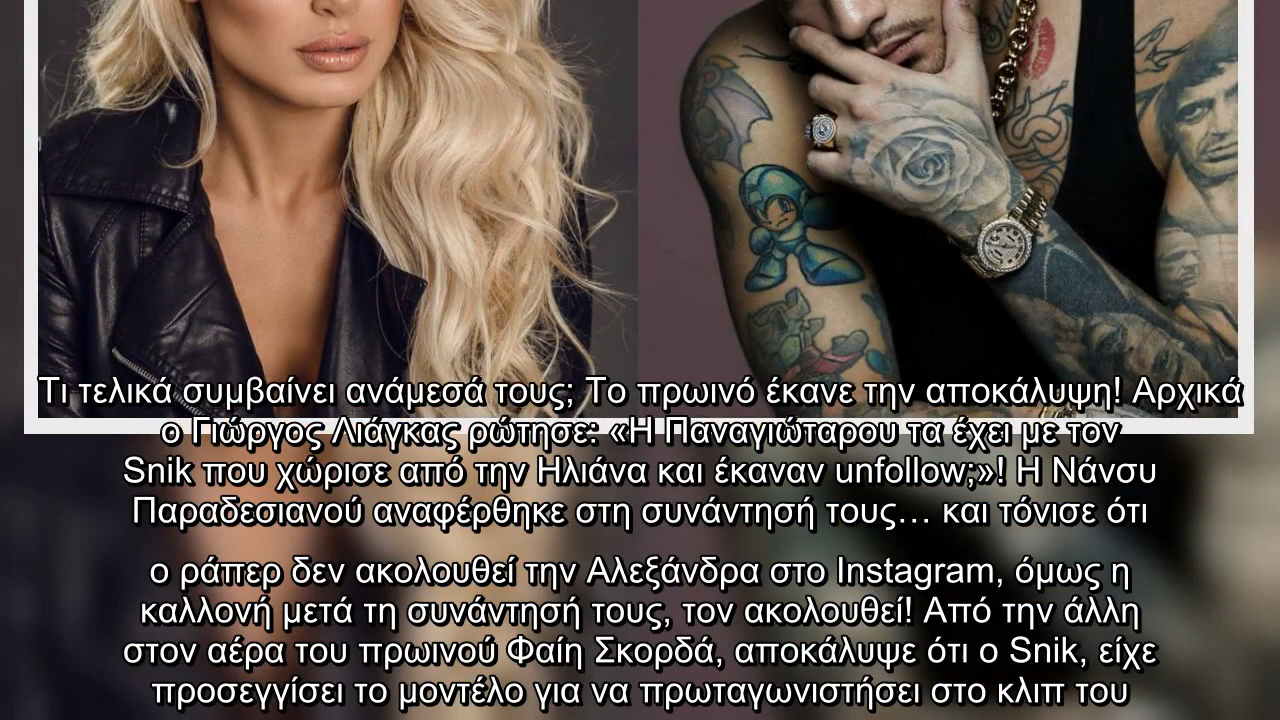 Τι τελικά συμβαίνει ανάμεσά τους; Το πρωινό έκανε την αποκάλυψη! Αρχικά
ο Γιώργος Λιάγκας ρώτησε: «Η Παναγιώταρου τα έχει με τον
Snik που χώρισε από την Ηλιάνα και έκαναν unfollow;»! Η Νάνσυ
Παραδεσιανού αναφέρθηκε στη συνάντησή τους… και τόνισε ότι
ο ράπερ δεν ακολουθεί την Αλεξάνδρα στο Instagram, όμως η
καλλονή μετά τη συνάντησή τους, τον ακολουθεί! Από την άλλη
στον αέρα του πρωινού Φαίη Σκορδά, αποκάλυψε ότι ο Snik, είχε
προσεγγίσει το μοντέλο για να πρωταγωνιστήσει στο κλιπ του